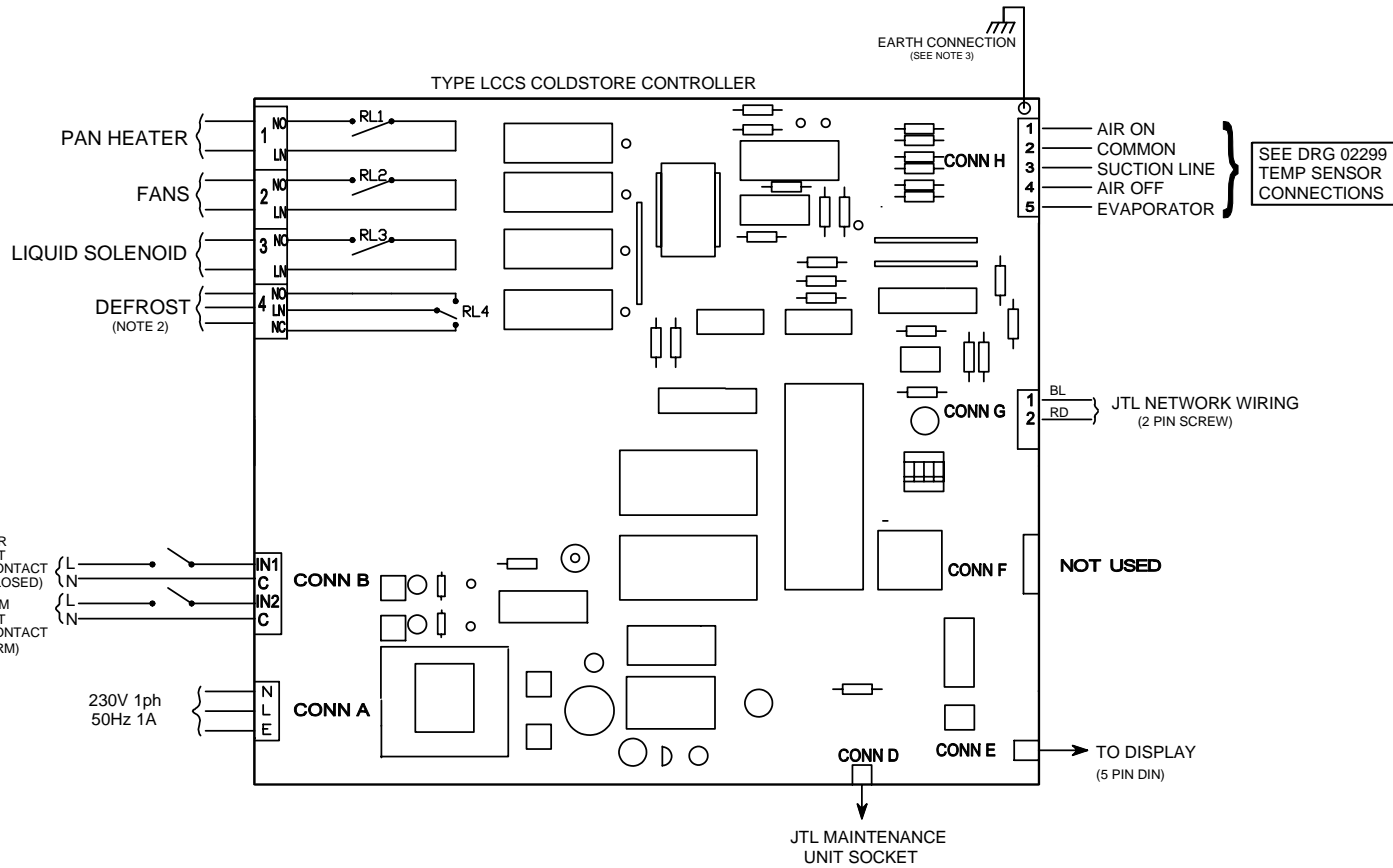 EARTH CONNECTION
(SEE NOTE 3)
TYPE LCCS COLDSTORE CONTROLLER
PAN HEATER
1
NO
LN
RL1
FANS
2
NO
LN
RL2
LIQUID SOLENOID
3
NO
LN
RL3
DEFROST
(NOTE 2)
4
NO
LN
NC
RL4
CONN H
1
2
3
4
5
AIR ON
COMMON
SUCTION LINE
AIR OFF
EVAPORATOR
SEE DRG 02299
TEMP SENSOR
CONNECTIONS
CONN G
1
2
BL
RD
JTL NETWORK WIRING
(2 PIN SCREW)
L
N
L
N
IN1
C
IN2
C
CONN B
CONN F
NOT USED
230V 1ph
50Hz 1A
N
L
E
CONN A
CONN D
CONN E
TO DISPLAY
(5 PIN DIN)
JTL MAINTENANCE
UNIT SOCKET